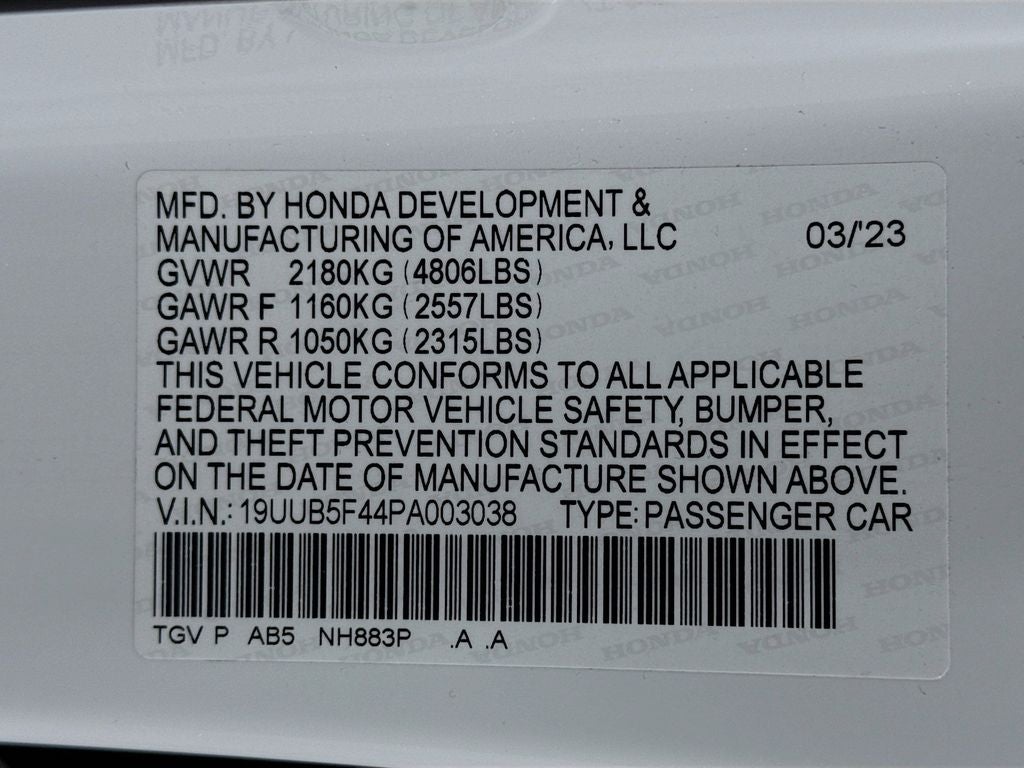 MFD. BY HONDA DEVELOPMENT &
MANUFACTURING OF AMERICA, LLC 03/'23
GVWR 2180KG (4806LBS)
GAWR F 1160KG (2557LBS)
GAWR R 1050KG (2315LBS)
THIS VEHICLE CONFORMS TO ALL APPLICABLE
FEDERAL MOTOR VEHICLE SAFETY, BUMPER,
AND THEFT PREVENTION STANDARDS IN EFFECT
ON THE DATE OF MANUFACTURE SHOWN ABOVE.
V.I.N.: 19UUB5F44PA003038 TYPE: PASSENGER CAR
TGV P AB5 NH883P .A .A